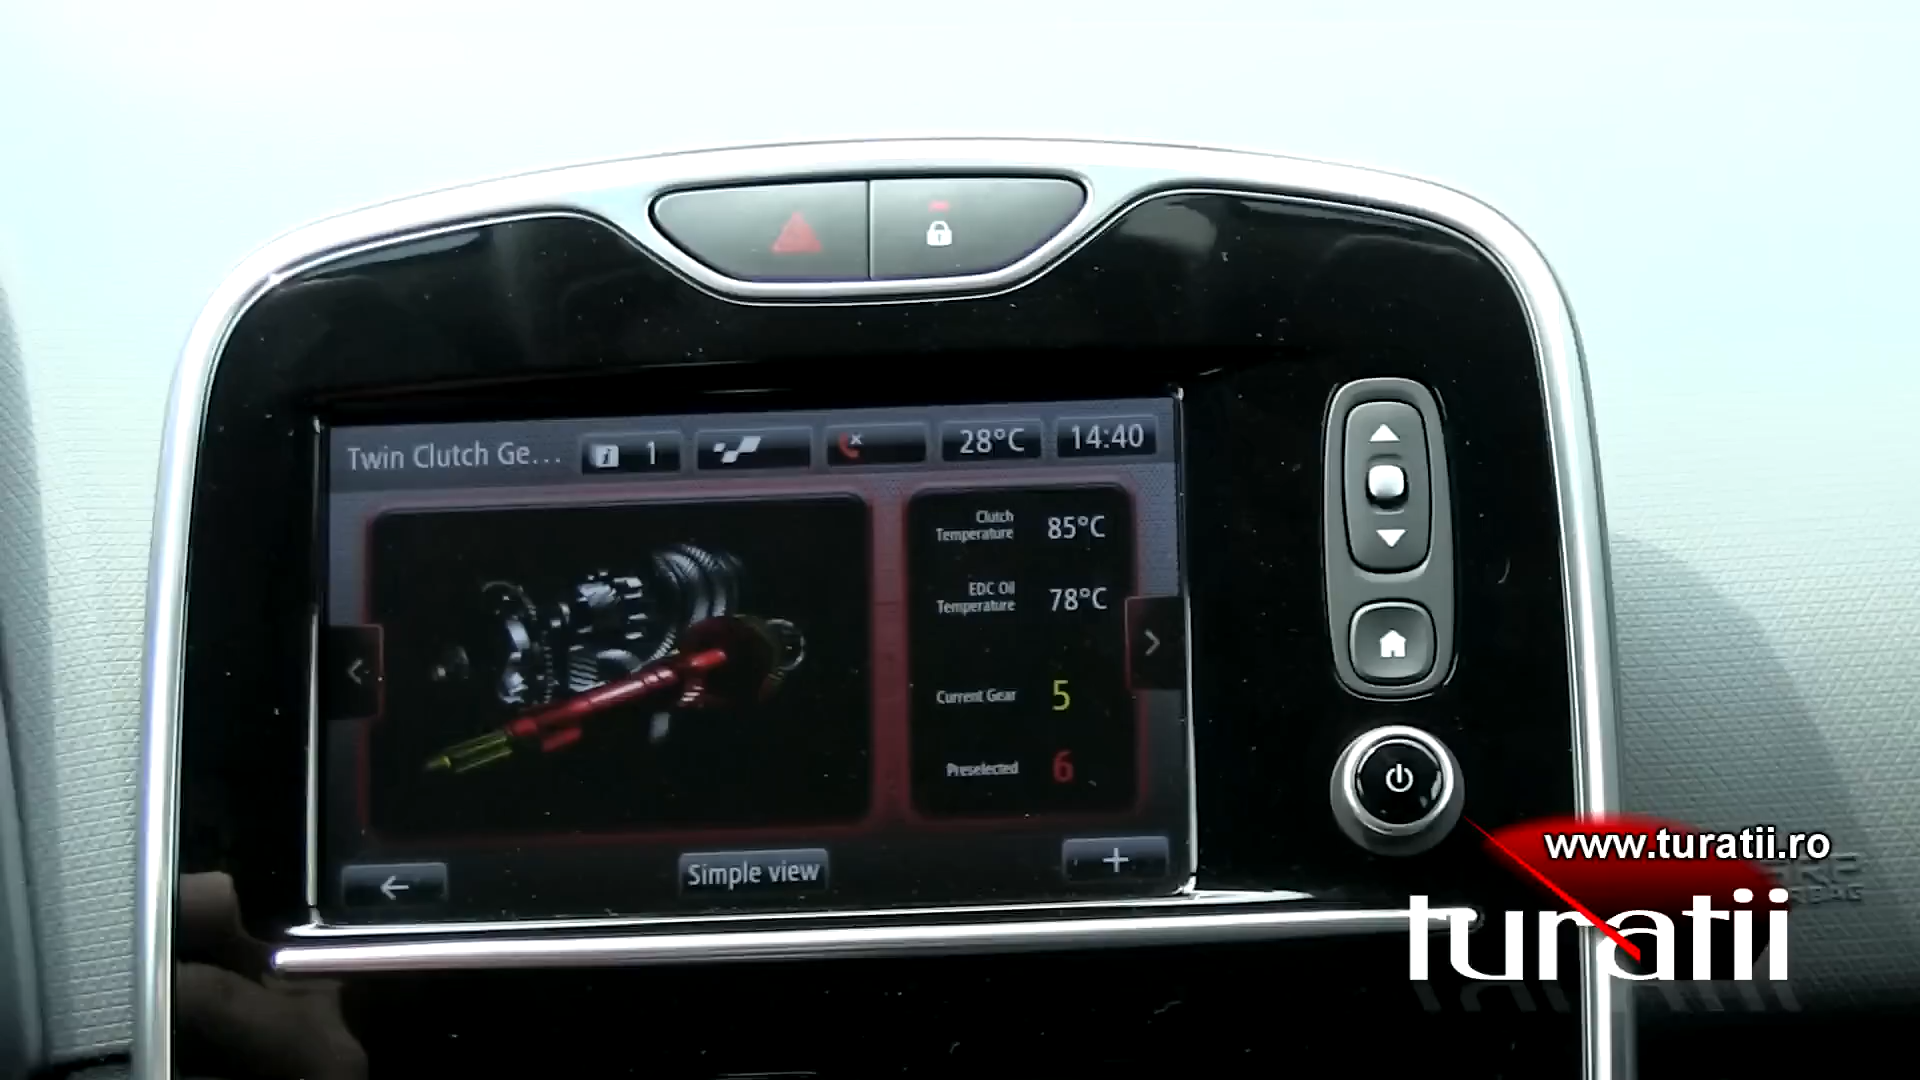 Twin Clutch Ge... 1 28°C 14:40
Clutch
Temperature 85°C
EDC Oil
Temperature 78°C
Current Gear 5
Preselected 6
Simple view
www.turatii.ro
turatii
AIRBAG